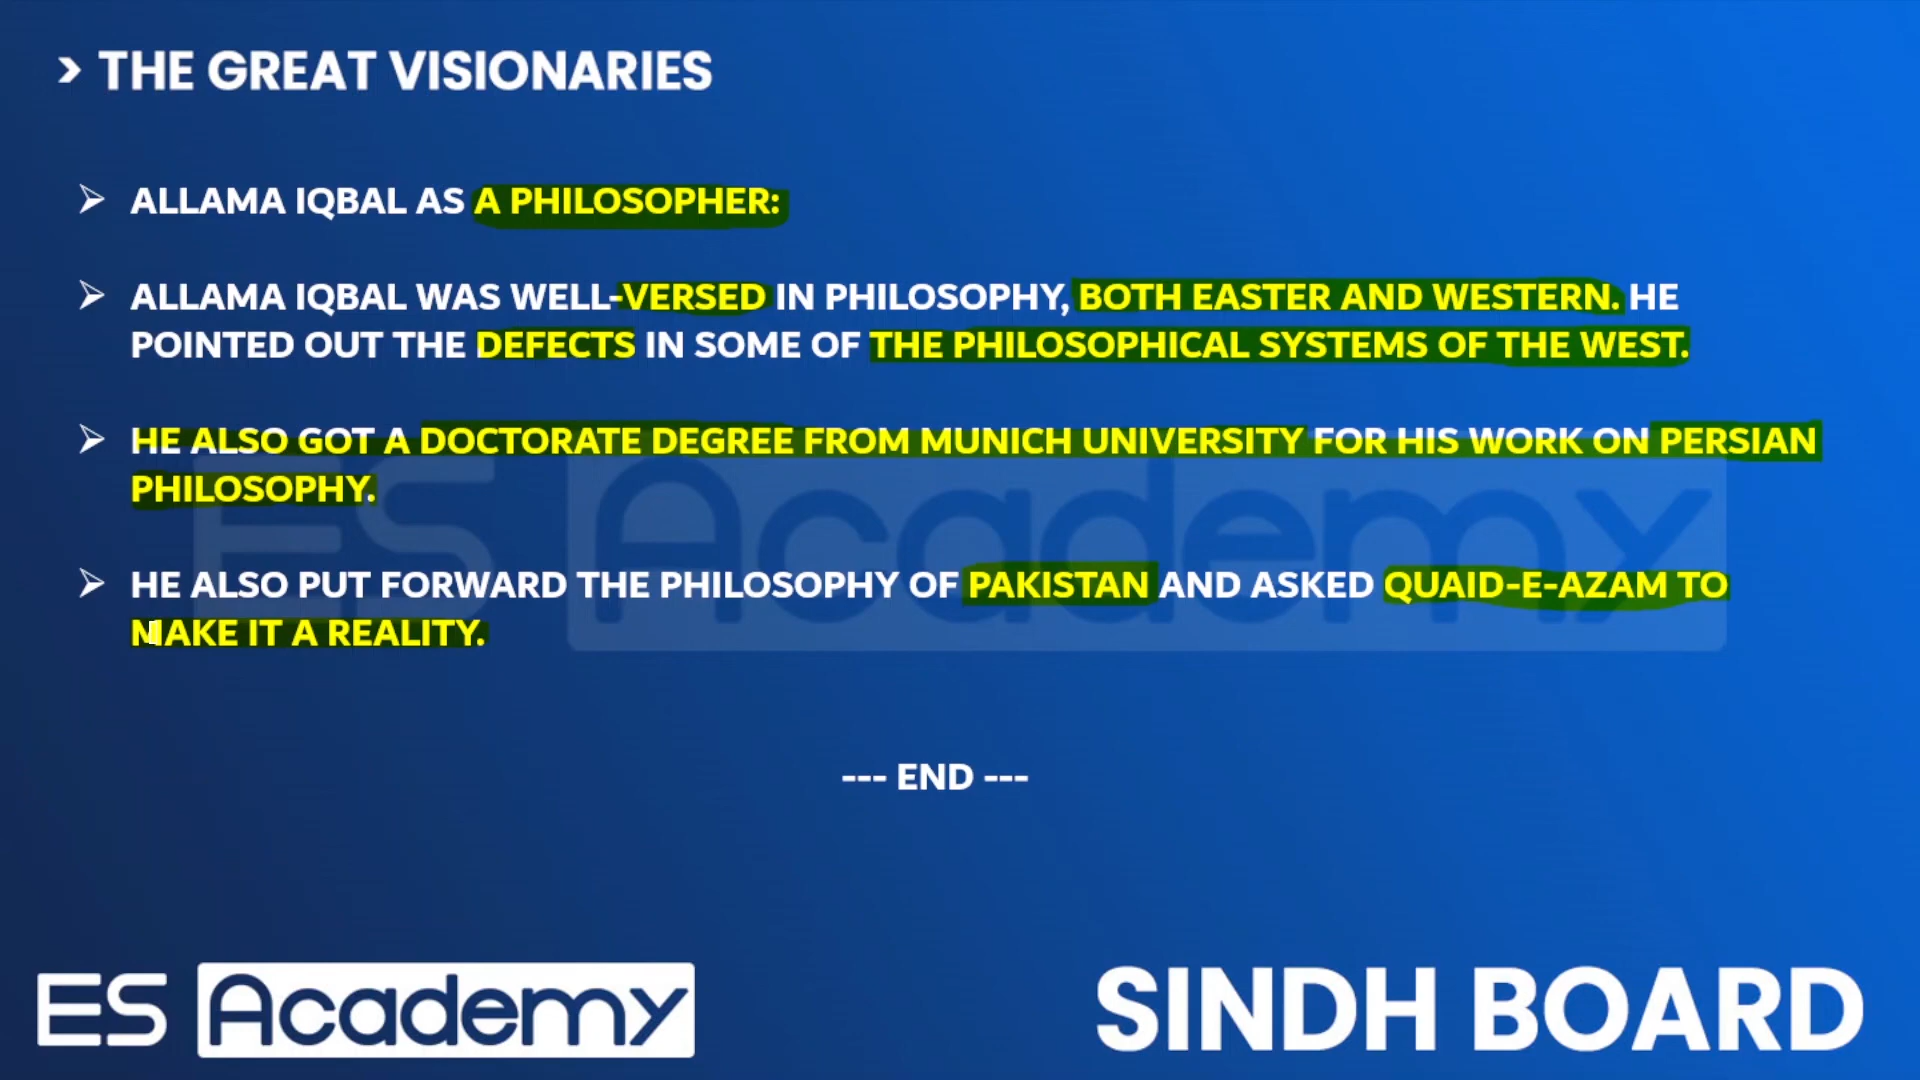 > THE GREAT VISIONARIES
➢ ALLAMA IQBAL AS A PHILOSOPHER:
➢ ALLAMA IQBAL WAS WELL-VERSED IN PHILOSOPHY, BOTH EASTER AND WESTERN. HE
POINTED OUT THE DEFECTS IN SOME OF THE PHILOSOPHICAL SYSTEMS OF THE WEST.
➢ HE ALSO GOT A DOCTORATE DEGREE FROM MUNICH UNIVERSITY FOR HIS WORK ON PERSIAN
PHILOSOPHY.
➢ HE ALSO PUT FORWARD THE PHILOSOPHY OF PAKISTAN AND ASKED QUAID-E-AZAM TO
MAKE IT A REALITY.
ES Academy
--- END ---
ES Academy
SINDH BOARD